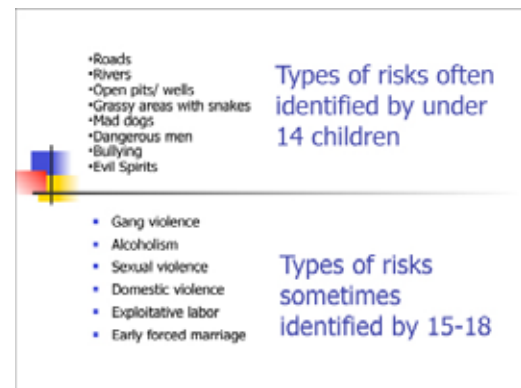 •Roads
•Rivers
•Open pits/ wells
•Grassy areas with snakes
•Mad dogs
•Dangerous men
•Bullying
•Evil Spirits
Types of risks often
identified by under
14 children
▪ Gang violence
▪ Alcoholism
▪ Sexual violence
▪ Domestic violence
▪ Exploitative labor
▪ Early forced marriage
Types of risks
sometimes
identified by 15-18